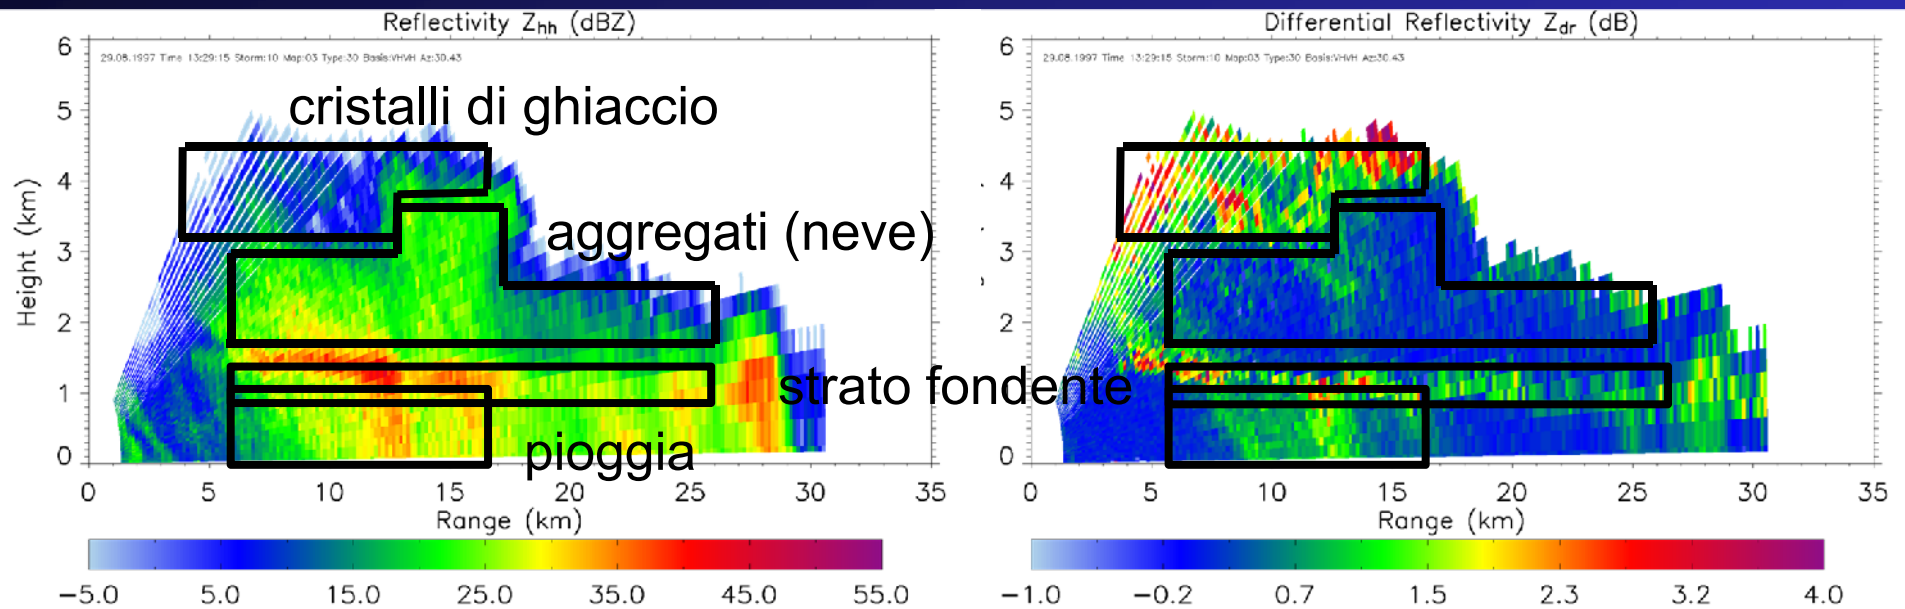 Reflectivity Zhh (dBZ)
29.08.1997 Time 13:29:15 Storm:10 Map:03 Type:30 Basis:VHVH Az:30.43
cristalli di ghiaccio
aggregati (neve)
strato fondente
pioggia
Height (km)
6
5
4
3
2
1
0
0 5 10 15 20 25 30 35
Range (km)
−5.0 5.0 15.0 25.0 35.0 45.0 55.0
Differential Reflectivity Zdr (dB)
29.08.1997 Time 13:29:15 Storm:10 Map:03 Type:30 Basis:VHVH Az:30.43
6
5
4
3
2
1
0
0 5 10 15 20 25 30 35
Range (km)
−1.0 −0.2 0.7 1.5 2.3 3.2 4.0